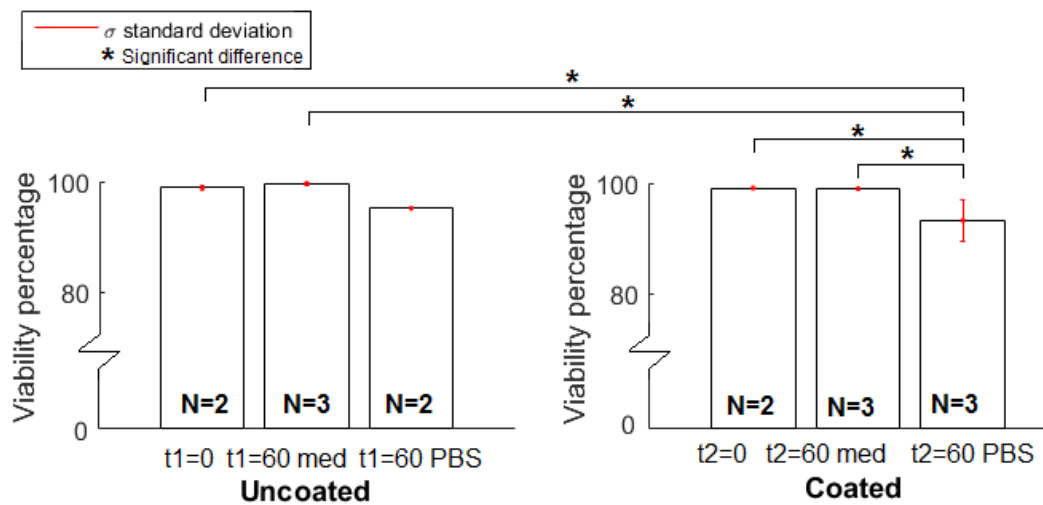 σ standard deviation
* Significant difference
*
*
*
*
Viability percentage
100
80
0
N=2
N=3
N=2
t1=0 t1=60 med t1=60 PBS
Uncoated
Viability percentage
100
80
0
N=2
N=3
N=3
t2=0 t2=60 med t2=60 PBS
Coated